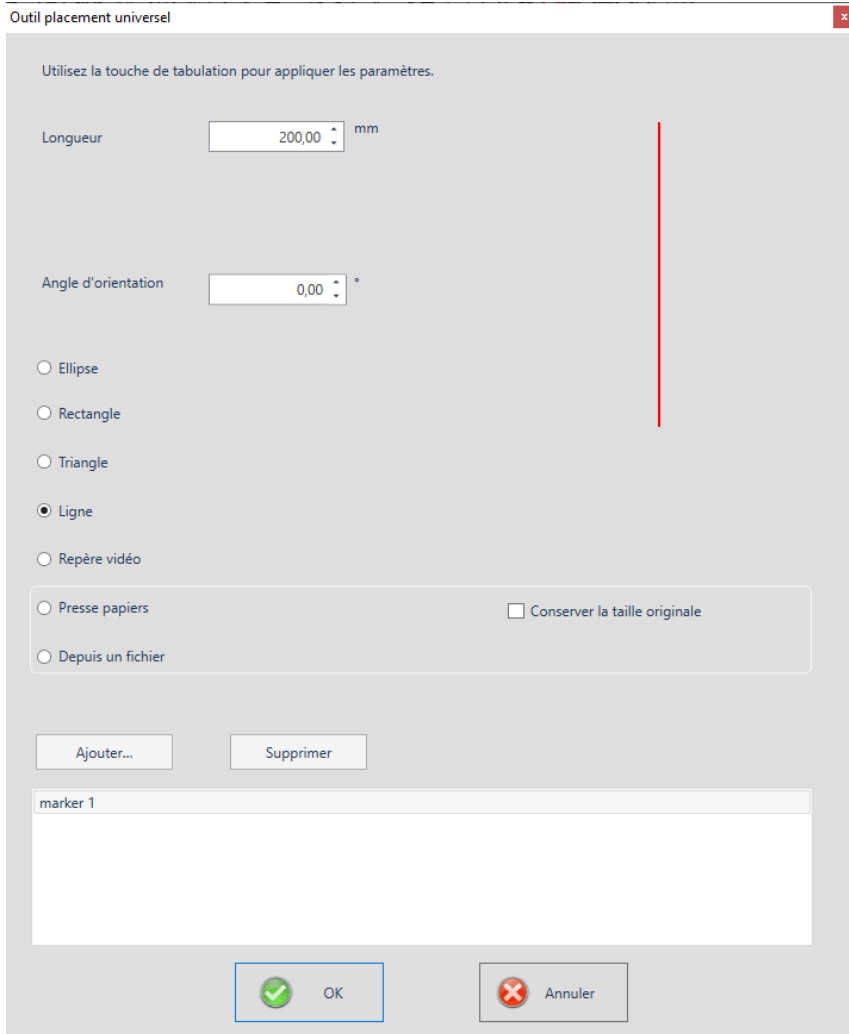 Outil placement universel
x
Utilisez la touche de tabulation pour appliquer les paramètres.
Longueur 200,00 mm
Angle d'orientation 0,00 °
Ellipse
Rectangle
Triangle
Ligne
Repère vidéo
Presse papiers Conserver la taille originale
Depuis un fichier
Ajouter... Supprimer
marker 1
OK Annuler